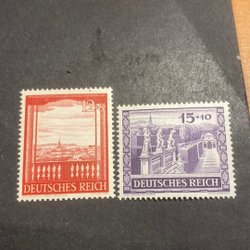 12+8
DEUTSCHES REICH
15+10
DEUTSCHES REICH